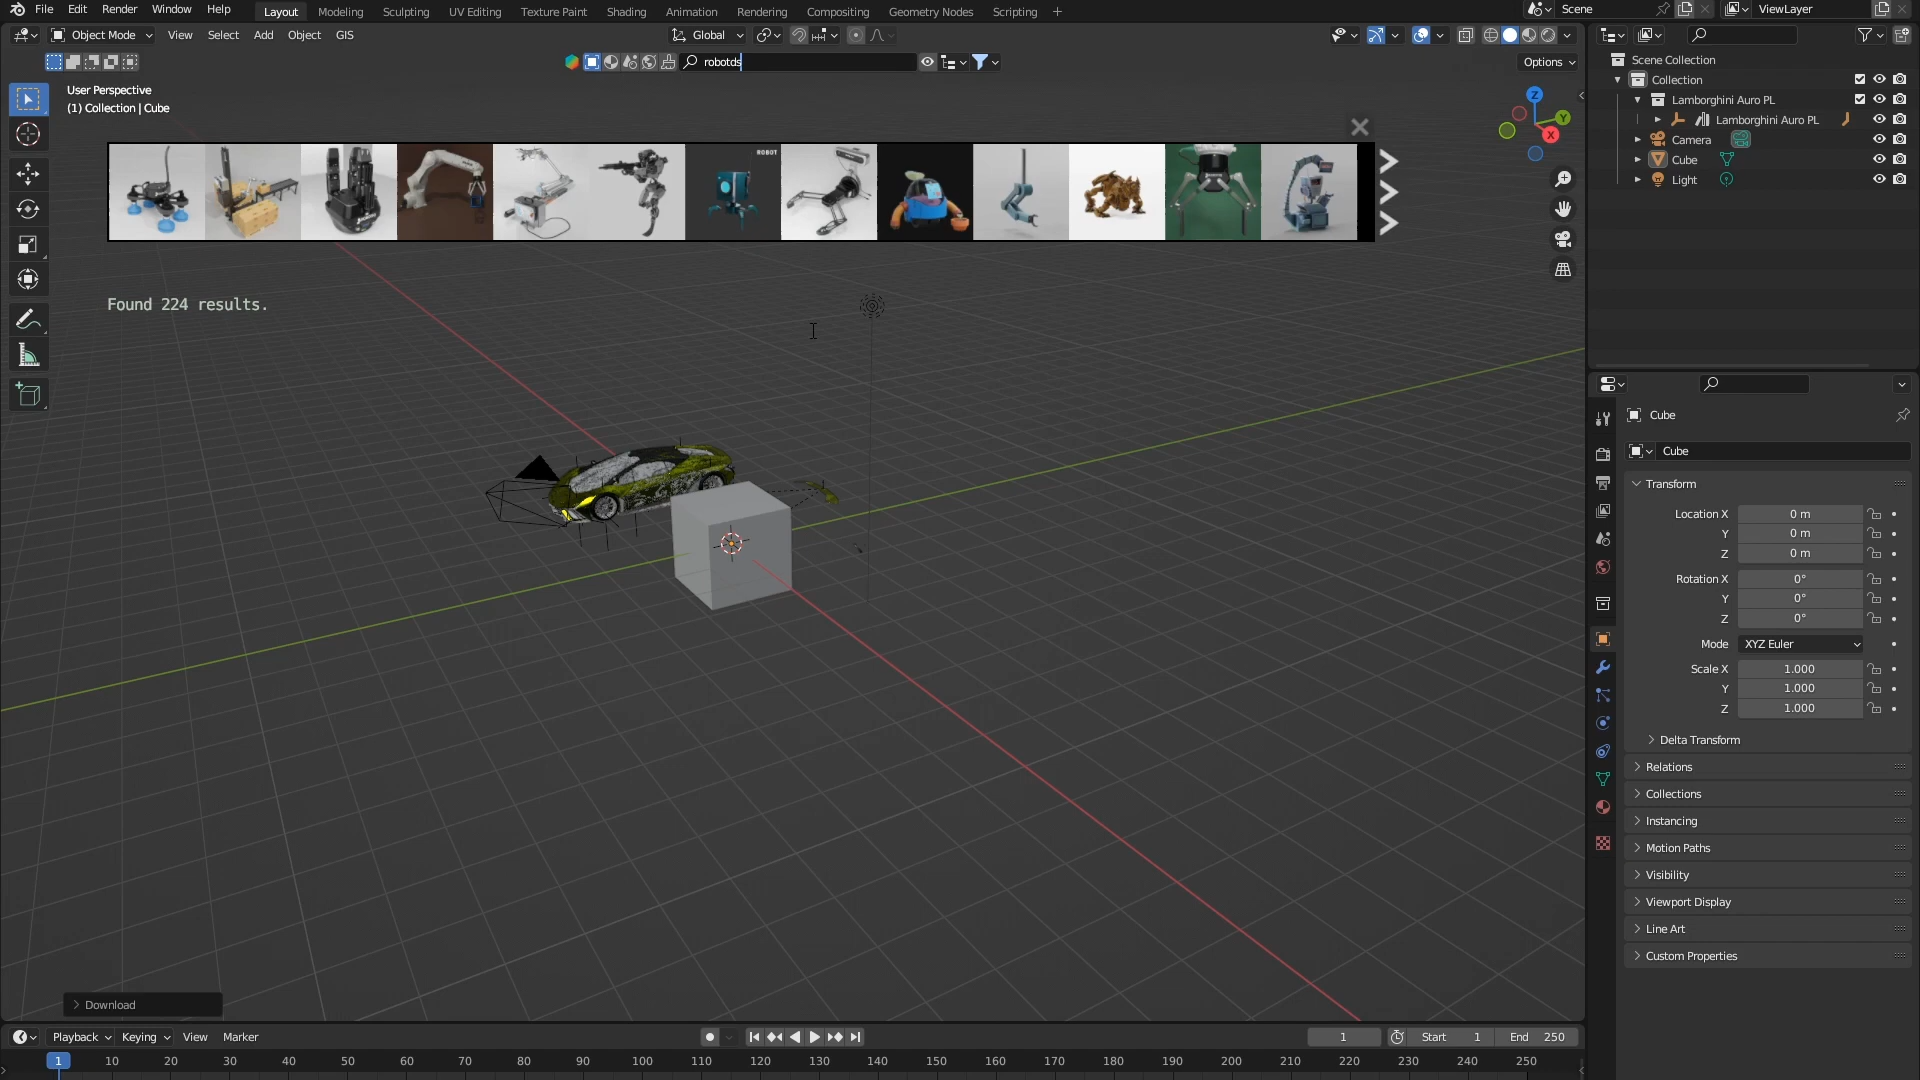 File Edit Render Window Help Layout Modeling Sculpting UV Editing Texture Paint Shading Animation Rendering Compositing Geometry Nodes Scripting + Scene ViewLayer
Object Mode View Select Add Object GIS Global
robotds Options
User Perspective
(1) Collection | Cube
ROBOT
Found 224 results.
Z
Y
X
Download
Scene Collection
Collection
Lamborghini Auro PL
Lamborghini Auro PL
Camera
Cube
Light
Cube
Cube
Transform
Location X 0 m
Y 0 m
Z 0 m
Rotation X 0°
Y 0°
Z 0°
Mode XYZ Euler
Scale X 1.000
Y 1.000
Z 1.000
Delta Transform
Relations
Collections
Instancing
Motion Paths
Visibility
Viewport Display
Line Art
Custom Properties
Playback Keying View Marker 1 Start 1 End 250
1 10 20 30 40 50 60 70 80 90 100 110 120 130 140 150 160 170 180 190 200 210 220 230 240 250